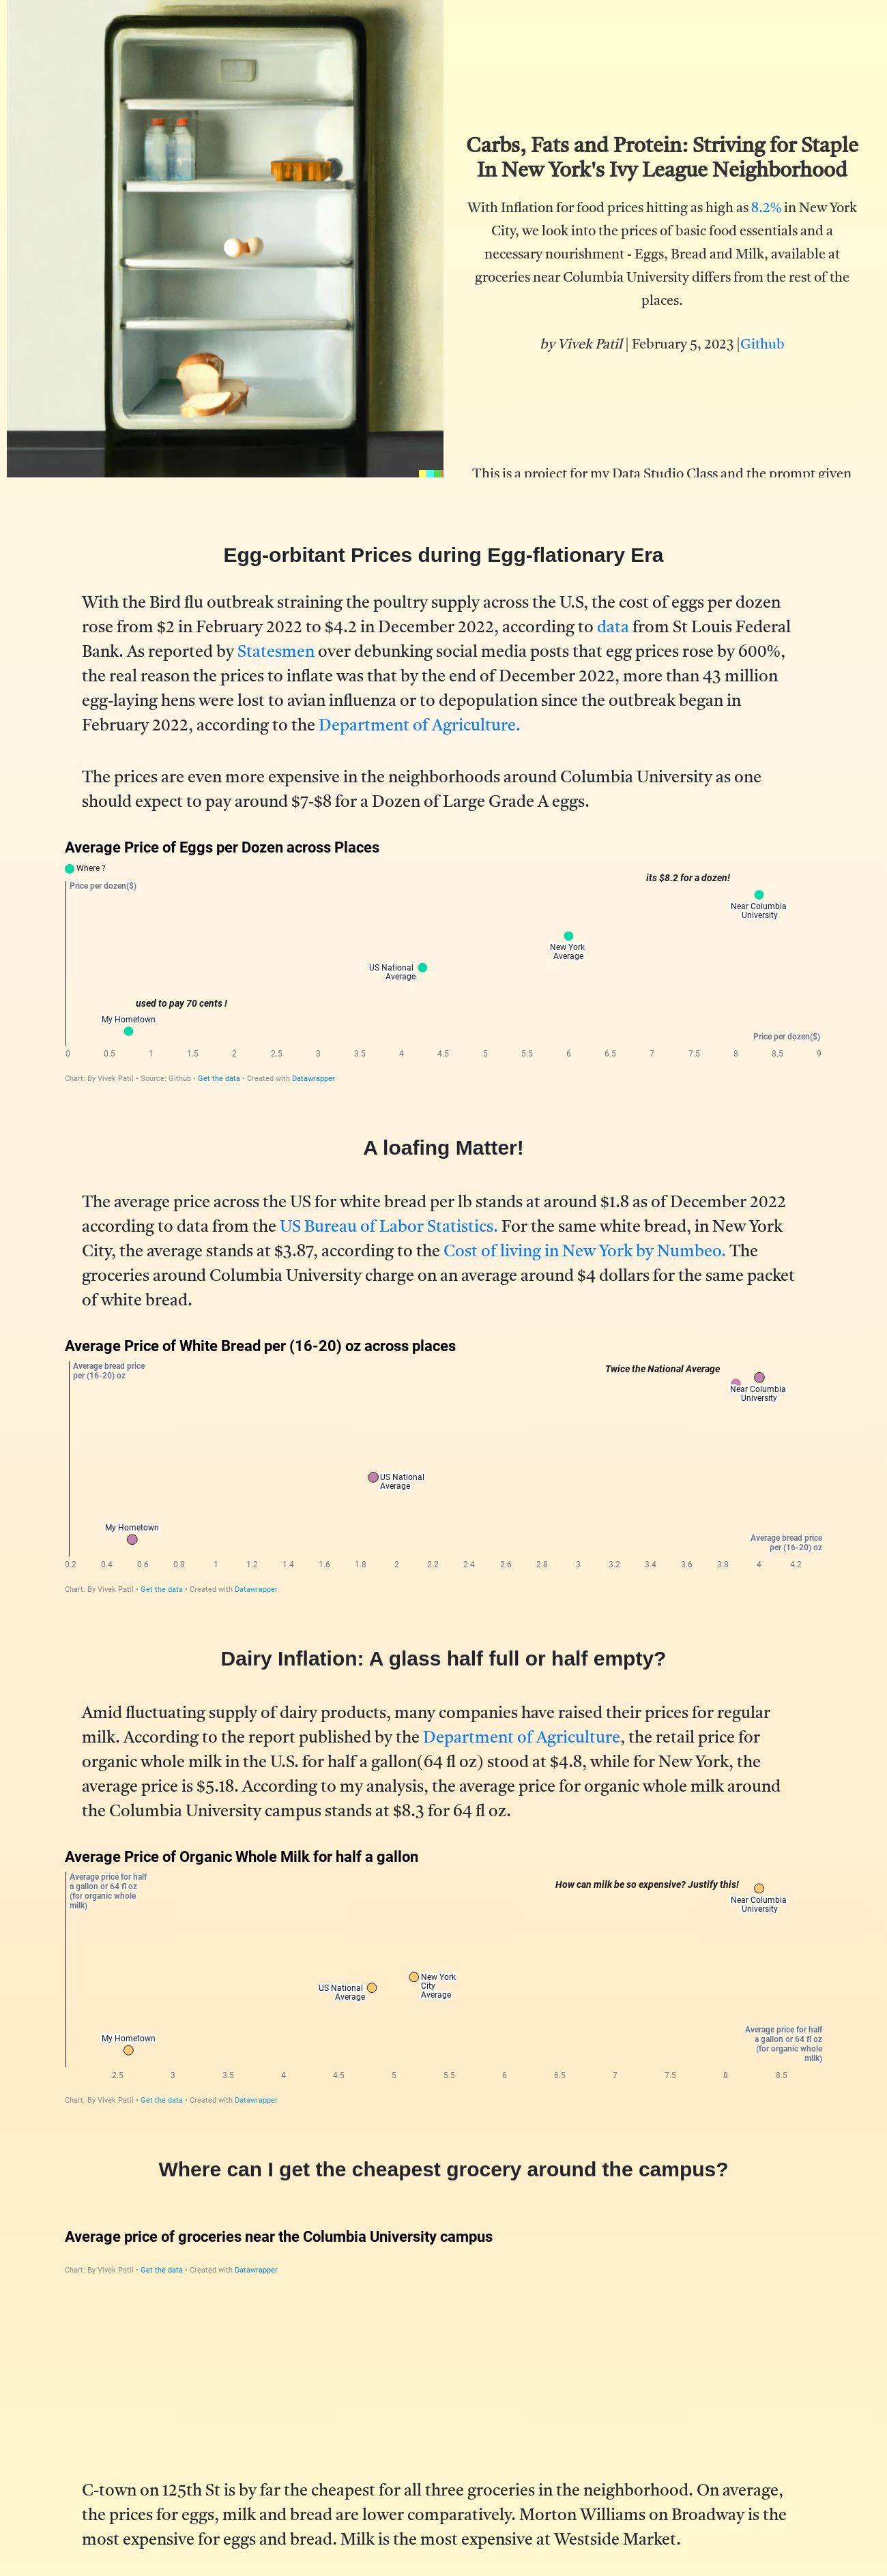 Carbs, Fats and Protein: Striving for Staple
In New York's Ivy League Neighborhood
With Inflation for food prices hitting as high as 8.2% in New York
City, we look into the prices of basic food essentials and a
necessary nourishment - Eggs, Bread and Milk, available at
groceries near Columbia University differs from the rest of the
places.
by Vivek Patil | February 5, 2023 |Github
This is a project for my Data Studio Class and the prompt given
Egg-orbitant Prices during Egg-flationary Era
With the Bird flu outbreak straining the poultry supply across the U.S, the cost of eggs per dozen
rose from $2 in February 2022 to $4.2 in December 2022, according to data from St Louis Federal
Bank. As reported by Statesmen over debunking social media posts that egg prices rose by 600%,
the real reason the prices to inflate was that by the end of December 2022, more than 43 million
egg-laying hens were lost to avian influenza or to depopulation since the outbreak began in
February 2022, according to the Department of Agriculture.
The prices are even more expensive in the neighborhoods around Columbia University as one
should expect to pay around $7-$8 for a Dozen of Large Grade A eggs.
Average Price of Eggs per Dozen across Places
Where ?
Price per dozen($)
its $8.2 for a dozen!
Near Columbia
University
New York
Average
US National
Average
used to pay 70 cents !
My Hometown
Price per dozen($)
0 0.5 1 1.5 2 2.5 3 3.5 4 4.5 5 5.5 6 6.5 7 7.5 8 8.5 9
Chart: By Vivek Patil • Source: Github • Get the data • Created with Datawrapper
A loafing Matter!
The average price across the US for white bread per lb stands at around $1.8 as of December 2022
according to data from the US Bureau of Labor Statistics. For the same white bread, in New York
City, the average stands at $3.87, according to the Cost of living in New York by Numbeo. The
groceries around Columbia University charge on an average around $4 dollars for the same packet
of white bread.
Average Price of White Bread per (16-20) oz across places
Average bread price
per (16-20) oz
Twice the National Average
Near Columbia
University
US National
Average
My Hometown
Average bread price
per (16-20) oz
0.2 0.4 0.6 0.8 1 1.2 1.4 1.6 1.8 2 2.2 2.4 2.6 2.8 3 3.2 3.4 3.6 3.8 4 4.2
Chart: By Vivek Patil • Get the data • Created with Datawrapper
Dairy Inflation: A glass half full or half empty?
Amid fluctuating supply of dairy products, many companies have raised their prices for regular
milk. According to the report published by the Department of Agriculture, the retail price for
organic whole milk in the U.S. for half a gallon(64 fl oz) stood at $4.8, while for New York, the
average price is $5.18. According to my analysis, the average price for organic whole milk around
the Columbia University campus stands at $8.3 for 64 fl oz.
Average Price of Organic Whole Milk for half a gallon
Average price for half
a gallon or 64 fl oz
(for organic whole
milk)
How can milk be so expensive? Justify this!
Near Columbia
University
New York
City
Average
US National
Average
My Hometown
Average price for half
a gallon or 64 fl oz
(for organic whole
milk)
2.5 3 3.5 4 4.5 5 5.5 6 6.5 7 7.5 8 8.5
Chart: By Vivek Patil • Get the data • Created with Datawrapper
Where can I get the cheapest grocery around the campus?
Average price of groceries near the Columbia University campus
Chart: By Vivek Patil • Get the data • Created with Datawrapper
C-town on 125th St is by far the cheapest for all three groceries in the neighborhood. On average,
the prices for eggs, milk and bread are lower comparatively. Morton Williams on Broadway is the
most expensive for eggs and bread. Milk is the most expensive at Westside Market.